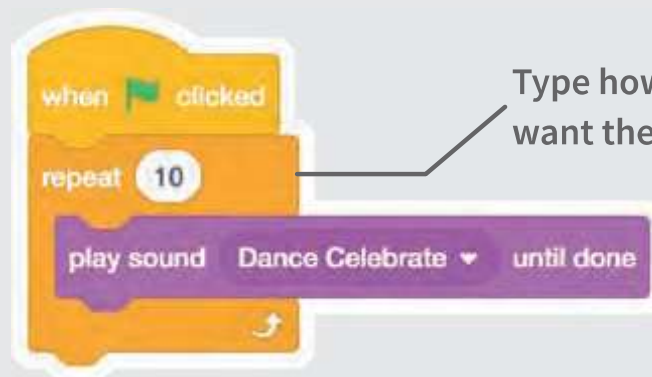 when clicked
Type how
want the
repeat 10
play sound Dance Celebrate until done